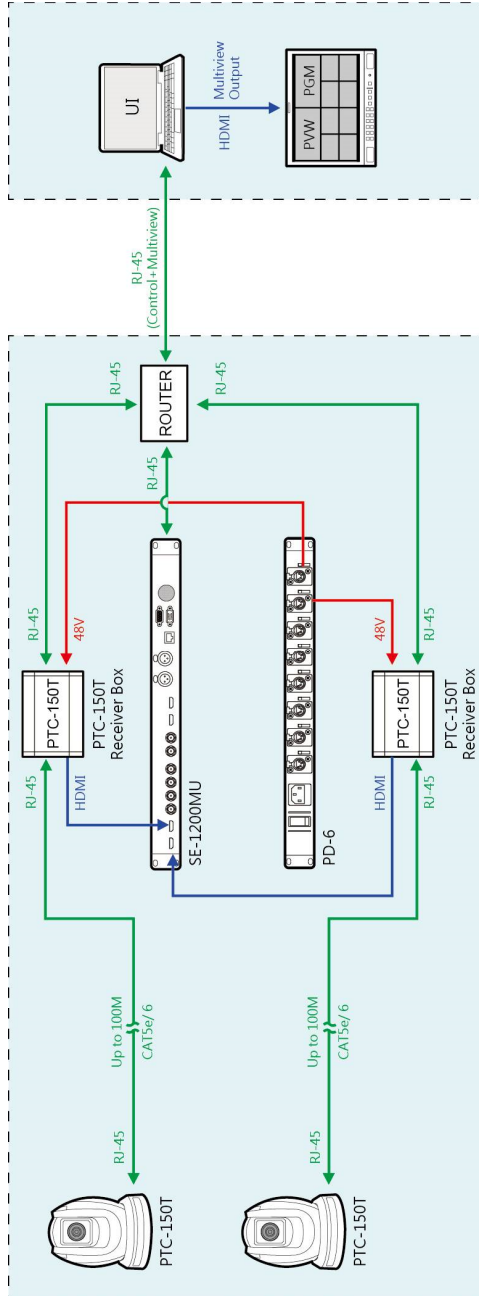 PTC-150T
RJ-45
Up to 100M
CAT5e/ 6
RJ-45
HDMI
PTC-150T
PTC-150T
Receiver Box
RJ-45
48V
RJ-45
SE-1200MU
RJ-45
ROUTER
RJ-45
(Control+Multiview)
UI
HDMI
Multiview
Output
PVW
PGM
PD-6
PTC-150T
RJ-45
Up to 100M
CAT5e/ 6
HDMI
RJ-45
PTC-150T
PTC-150T
Receiver Box
48V
RJ-45
RJ-45